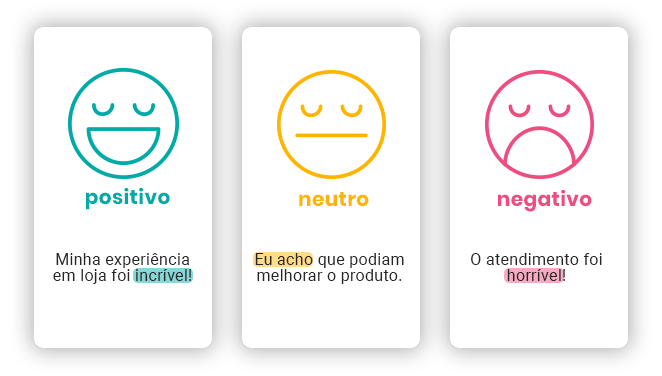 positivo
Minha experiência
em loja foi incrível!
neutro
Eu acho que podiam
melhorar o produto.
negativo
O atendimento foi
horrível!